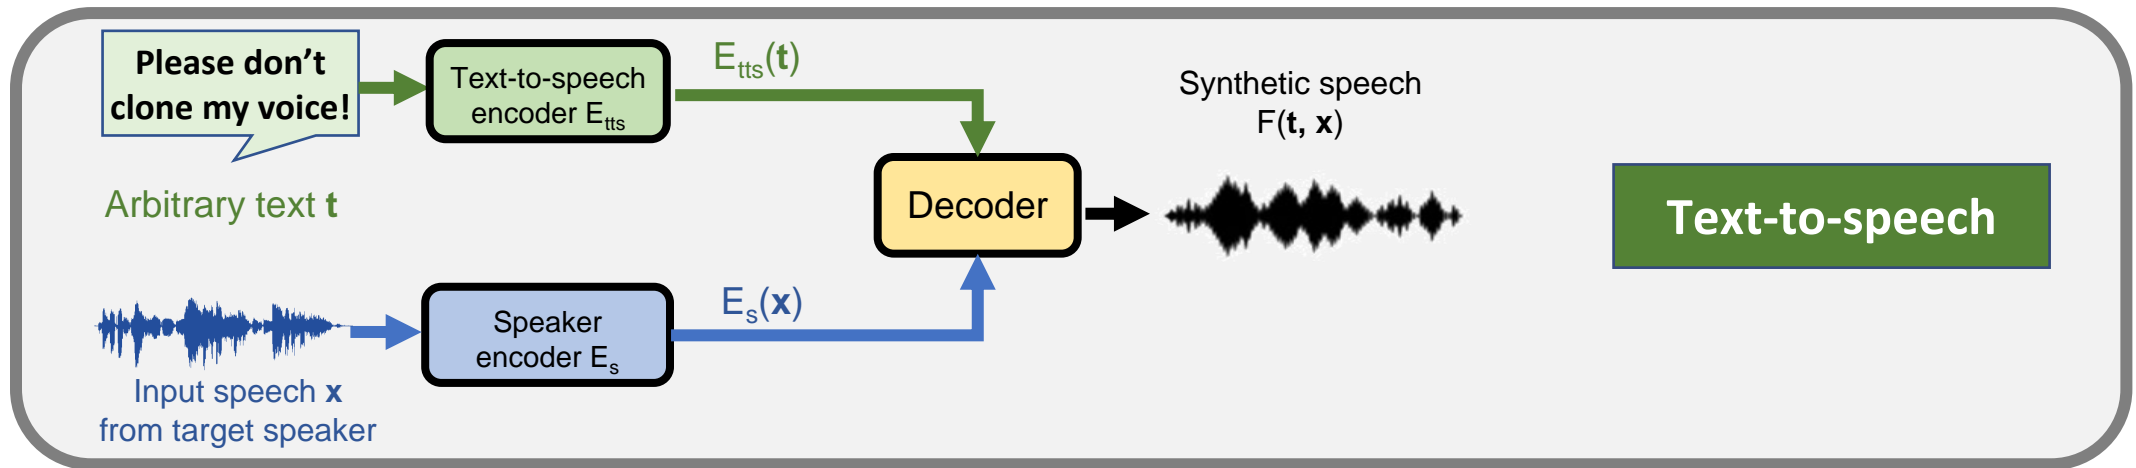 Please don’t
clone my voice!
Arbitrary text t
Text-to-speech
encoder Etts
Etts(t)
Input speech x
from target speaker
Speaker
encoder Es
Es(x)
Decoder
Synthetic speech
F(t, x)
Text-to-speech